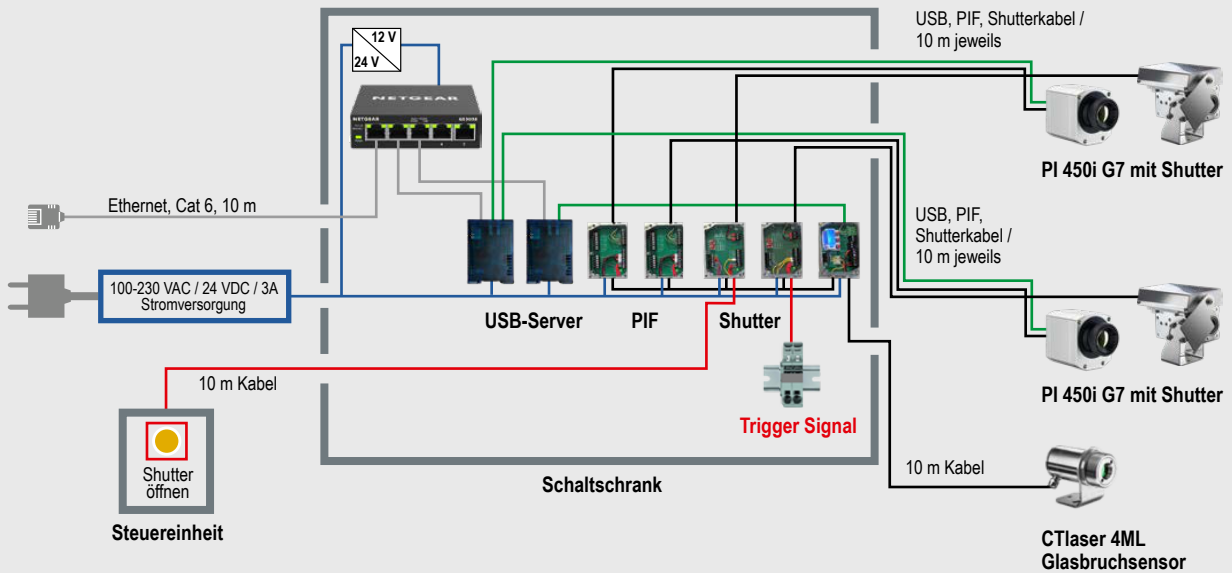 12 V
24 V
NETGEAR
NETGEAR
USB, PIF, Shutterkabel /
10 m jeweils
PI 450i G7 mit Shutter
Ethernet, Cat 6, 10 m
USB, PIF,
Shutterkabel /
10 m jeweils
100-230 VAC / 24 VDC / 3A
Stromversorgung
USB-Server
PIF
Shutter
10 m Kabel
PI 450i G7 mit Shutter
Trigger Signal
Shutter
öffnen
10 m Kabel
Schaltschrank
Steuereinheit
CTlaser 4ML
Glasbruchsensor